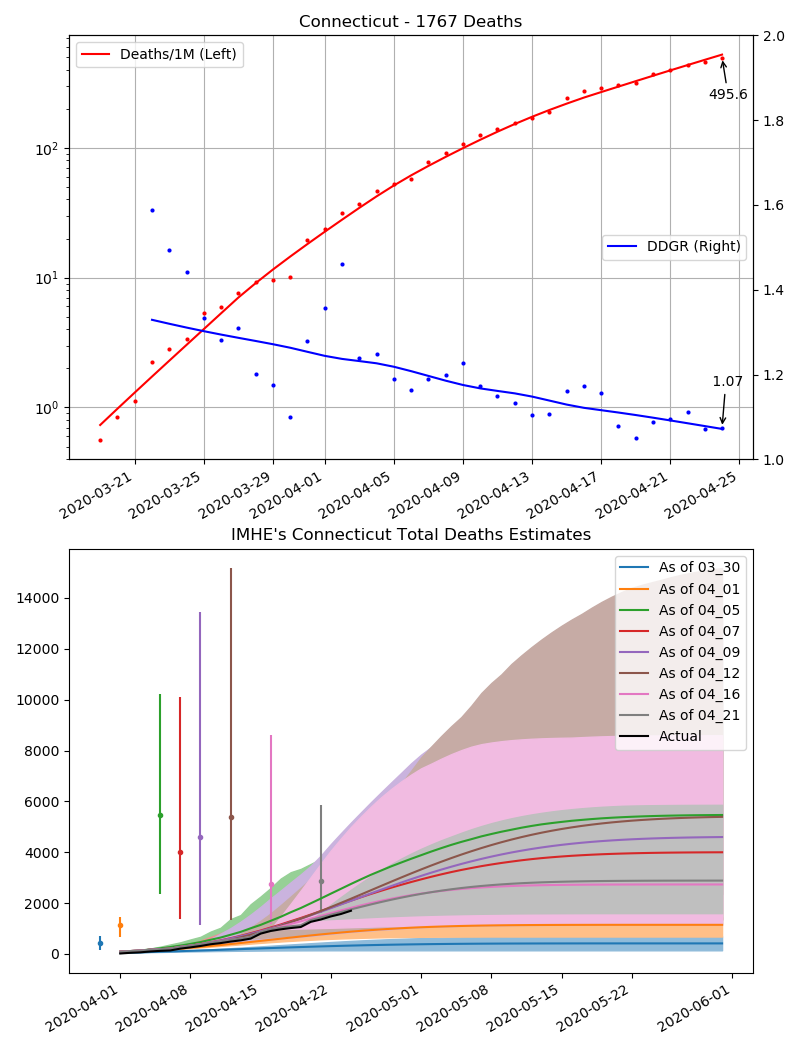 Connecticut - 1767 Deaths
Deaths/1M (Left)
DDGR (Right)
495.6
1.07
10²
10¹
10⁰
2.0
1.8
1.6
1.4
1.2
1.0
2020-03-21
2020-03-25
2020-03-29
2020-04-01
2020-04-05
2020-04-09
2020-04-13
2020-04-17
2020-04-21
2020-04-25
IMHE's Connecticut Total Deaths Estimates
As of 03_30
As of 04_01
As of 04_05
As of 04_07
As of 04_09
As of 04_12
As of 04_16
As of 04_21
Actual
14000
12000
10000
8000
6000
4000
2000
0
2020-04-01
2020-04-08
2020-04-15
2020-04-22
2020-05-01
2020-05-08
2020-05-15
2020-05-22
2020-06-01